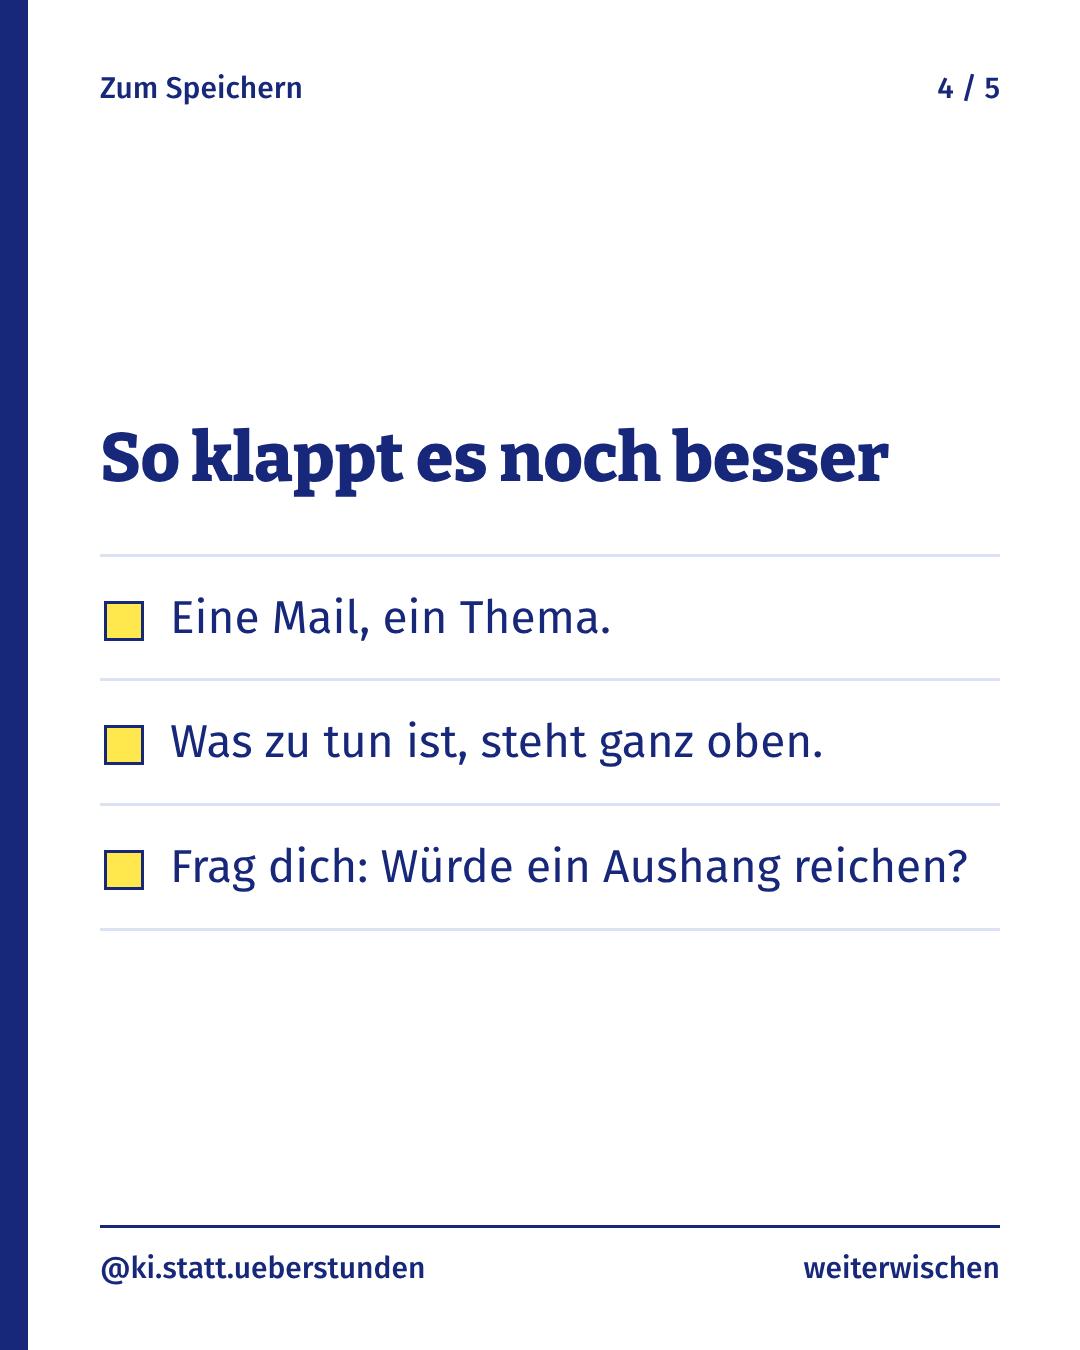 Zum Speichern
4 / 5
So klappt es noch besser
Eine Mail, ein Thema.
Was zu tun ist, steht ganz oben.
Frag dich: Würde ein Aushang reichen?
@ki.statt.ueberstunden
weiterwischen